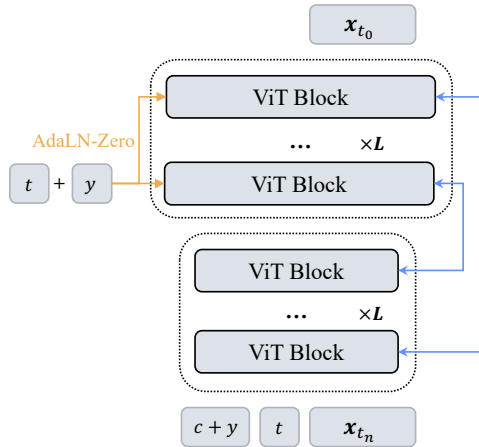 x_{t_0}
ViT Block
AdaLN-Zero
... ×L
t + y
ViT Block
ViT Block
... ×L
ViT Block
c + y t x_{t_n}